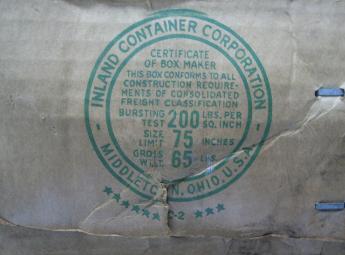 INLAND CONTAINER CORPORATION
CERTIFICATE
OF BOX MAKER
THIS BOX CONFORMS TO ALL
CONSTRUCTION REQUIRE-
MENTS OF CONSOLIDATED
FREIGHT CLASSIFICATION
BURSTING TEST 200 LBS. PER SQ. INCH
SIZE LIMIT 75 INCHES
GROSS WT. 65 LBS.
MIDDLETOWN, OHIO, U.S.A.
C-2